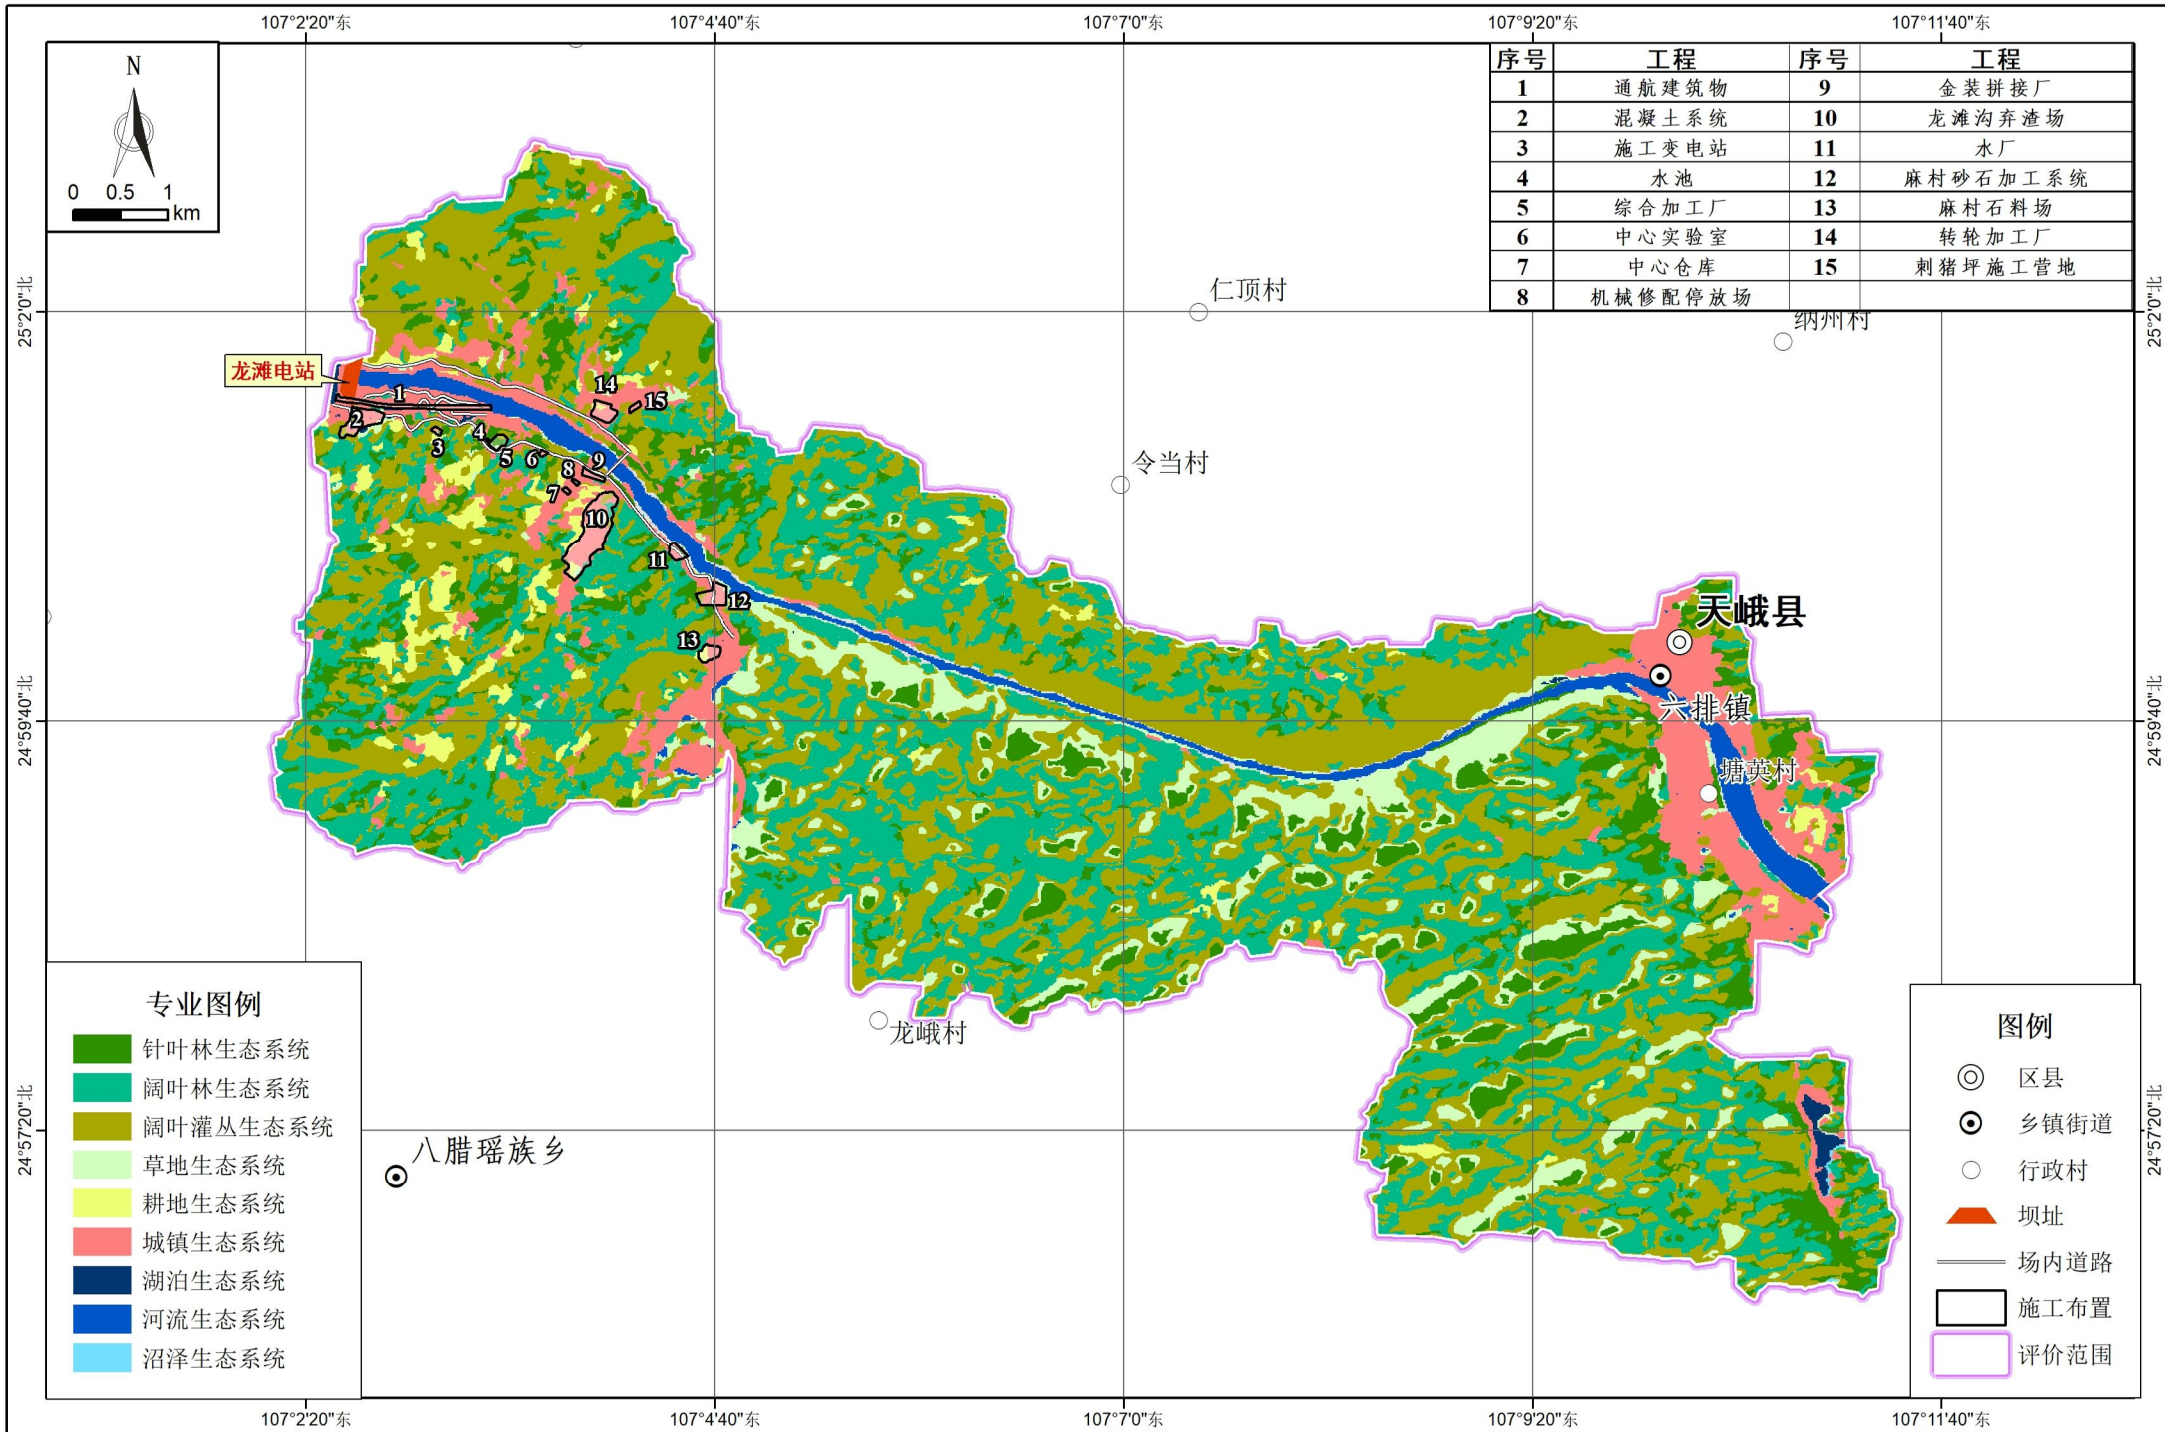 107°2'20"东 107°4'40"东 107°7'0"东 107°9'20"东 107°11'40"东
N
0 0.5 1
km
序号 工程 序号 工程
1 通航建筑物 9 金装拼接厂
2 混凝土系统 10 龙滩沟弃渣场
3 施工变电站 11 水厂
4 水池 12 麻村砂石加工系统
5 综合加工厂 13 麻村石料场
6 中心实验室 14 转轮加工厂
7 中心仓库 15 刺猪坪施工营地
8 机械修配停放场
25°2'0"北
25°2'0"北
仁顶村
纳州村
龙滩电站
1
2
3
4
5
6
7
8
9
10
11
12
13
14
15
令当村
天峨县
六排镇
塘英村
24°59'40"北
24°59'40"北
龙峨村
八腊瑶族乡
24°57'20"北
24°57'20"北
专业图例
针叶林生态系统
阔叶林生态系统
阔叶灌丛生态系统
草地生态系统
耕地生态系统
城镇生态系统
湖泊生态系统
河流生态系统
沼泽生态系统
图例
区县
乡镇街道
行政村
坝址
场内道路
施工布置
评价范围
107°2'20"东 107°4'40"东 107°7'0"东 107°9'20"东 107°11'40"东